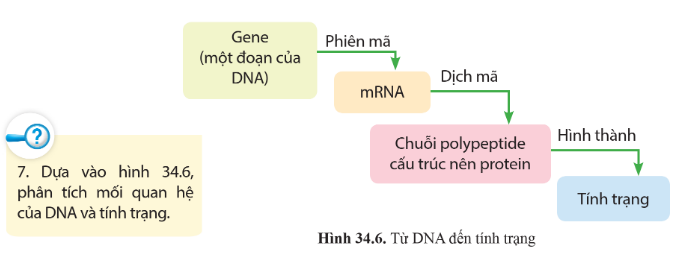 Gene
(một đoạn của
DNA)
Phiên mã
mRNA
Dịch mã
Chuỗi polypeptide
cấu trúc nên protein
Hình thành
Tính trạng
?
7. Dựa vào hình 34.6,
phân tích mối quan hệ
của DNA và tính trạng.
Hình 34.6. Từ DNA đến tính trạng